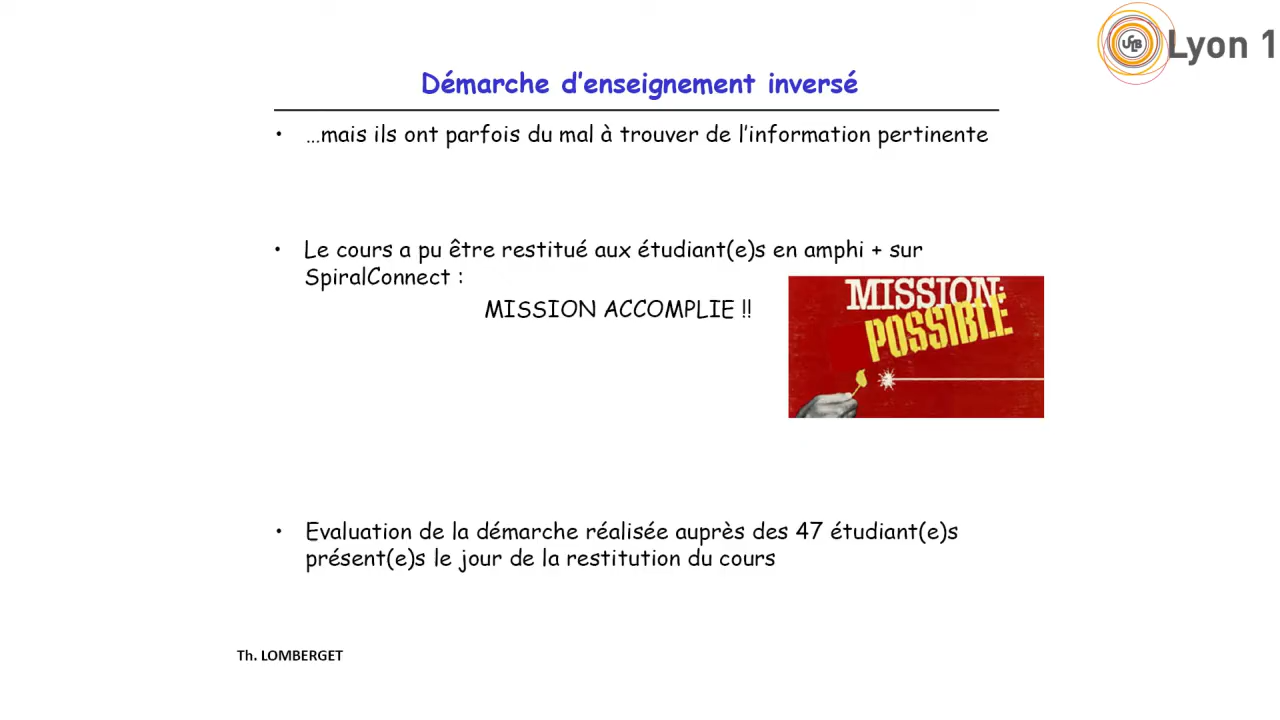 Lyon 1
Démarche d'enseignement inversé
• …mais ils ont parfois du mal à trouver de l'information pertinente
• Le cours a pu être restitué aux étudiant(e)s en amphi + sur
SpiralConnect :
MISSION ACCOMPLIE !!
MISSION:
POSSIBLE
• Evaluation de la démarche réalisée auprès des 47 étudiant(e)s
présent(e)s le jour de la restitution du cours
Th. LOMBERGET